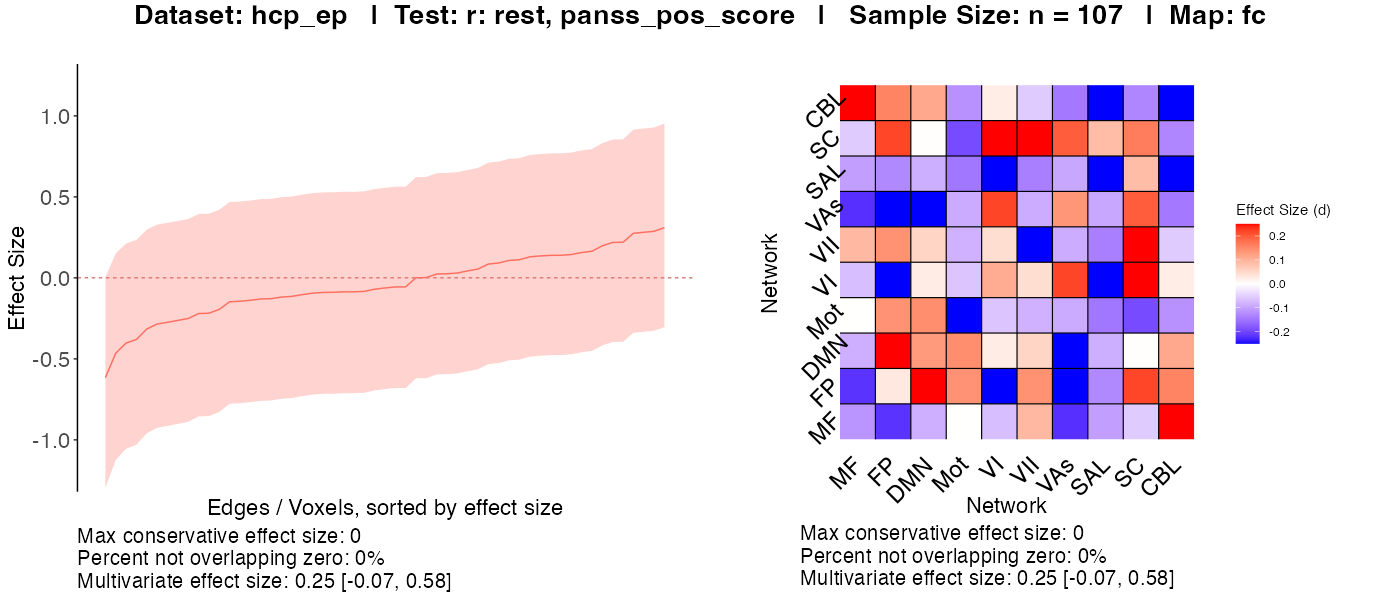 Dataset: hcp_ep | Test: r: rest, panss_pos_score | Sample Size: n = 107 | Map: fc
Effect Size
1.0
0.5
0.0
-0.5
-1.0
Edges / Voxels, sorted by effect size
Max conservative effect size: 0
Percent not overlapping zero: 0%
Multivariate effect size: 0.25 [-0.07, 0.58]
Network
CBL
SC
SAL
VAs
VII
VI
Mot
DMN
FP
MF
MF FP DMN Mot VI VII VAs SAL SC CBL
Network
Effect Size (d)
0.2
0.1
0.0
-0.1
-0.2
Max conservative effect size: 0
Percent not overlapping zero: 0%
Multivariate effect size: 0.25 [-0.07, 0.58]